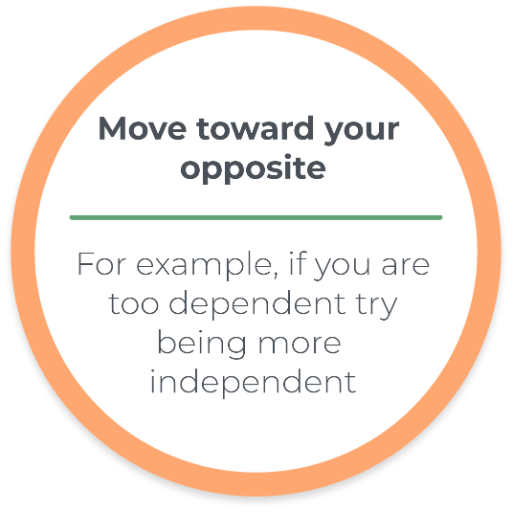 Move toward your
opposite
For example, if you are
too dependent try
being more
independent